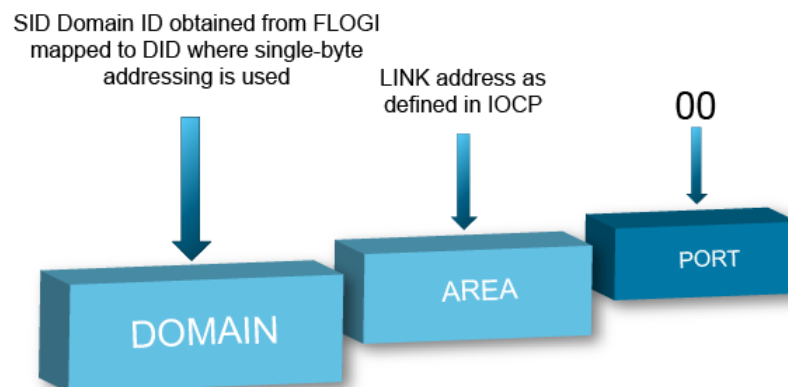 SID Domain ID obtained from FLOGI
mapped to DID where single-byte
addressing is used
LINK address as
defined in IOCP
00
DOMAIN
AREA
PORT